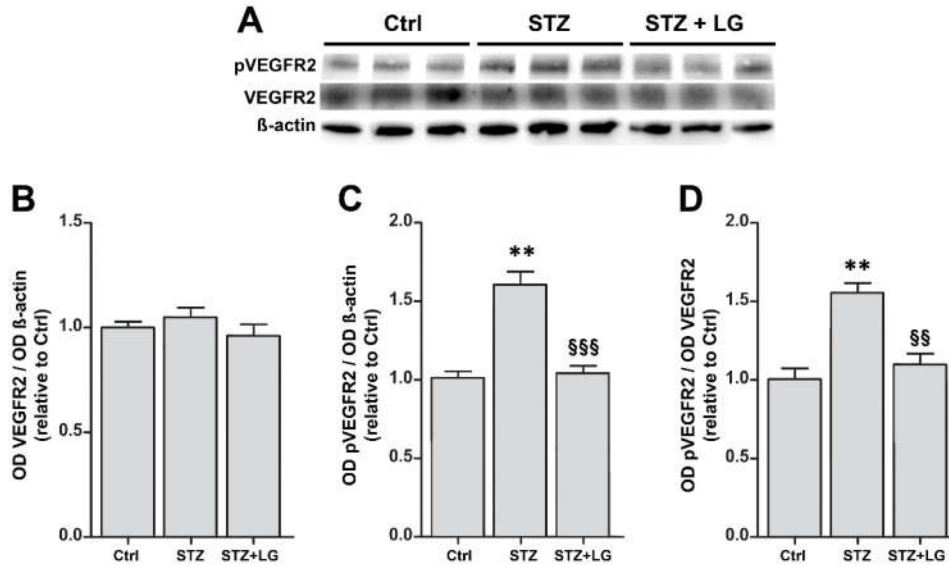 A
Ctrl STZ STZ + LG
pVEGFR2
VEGFR2
ß-actin
B
OD VEGFR2 / OD ß-actin
(relative to Ctrl)
1.5
1.0
0.5
0.0
Ctrl STZ STZ+LG
C
OD pVEGFR2 / OD ß-actin
(relative to Ctrl)
2.0
1.5
1.0
0.5
0.0
**
§§§
Ctrl STZ STZ+LG
D
OD pVEGFR2 / OD VEGFR2
(relative to Ctrl)
2.0
1.5
1.0
0.5
0.0
**
§§
Ctrl STZ STZ+LG